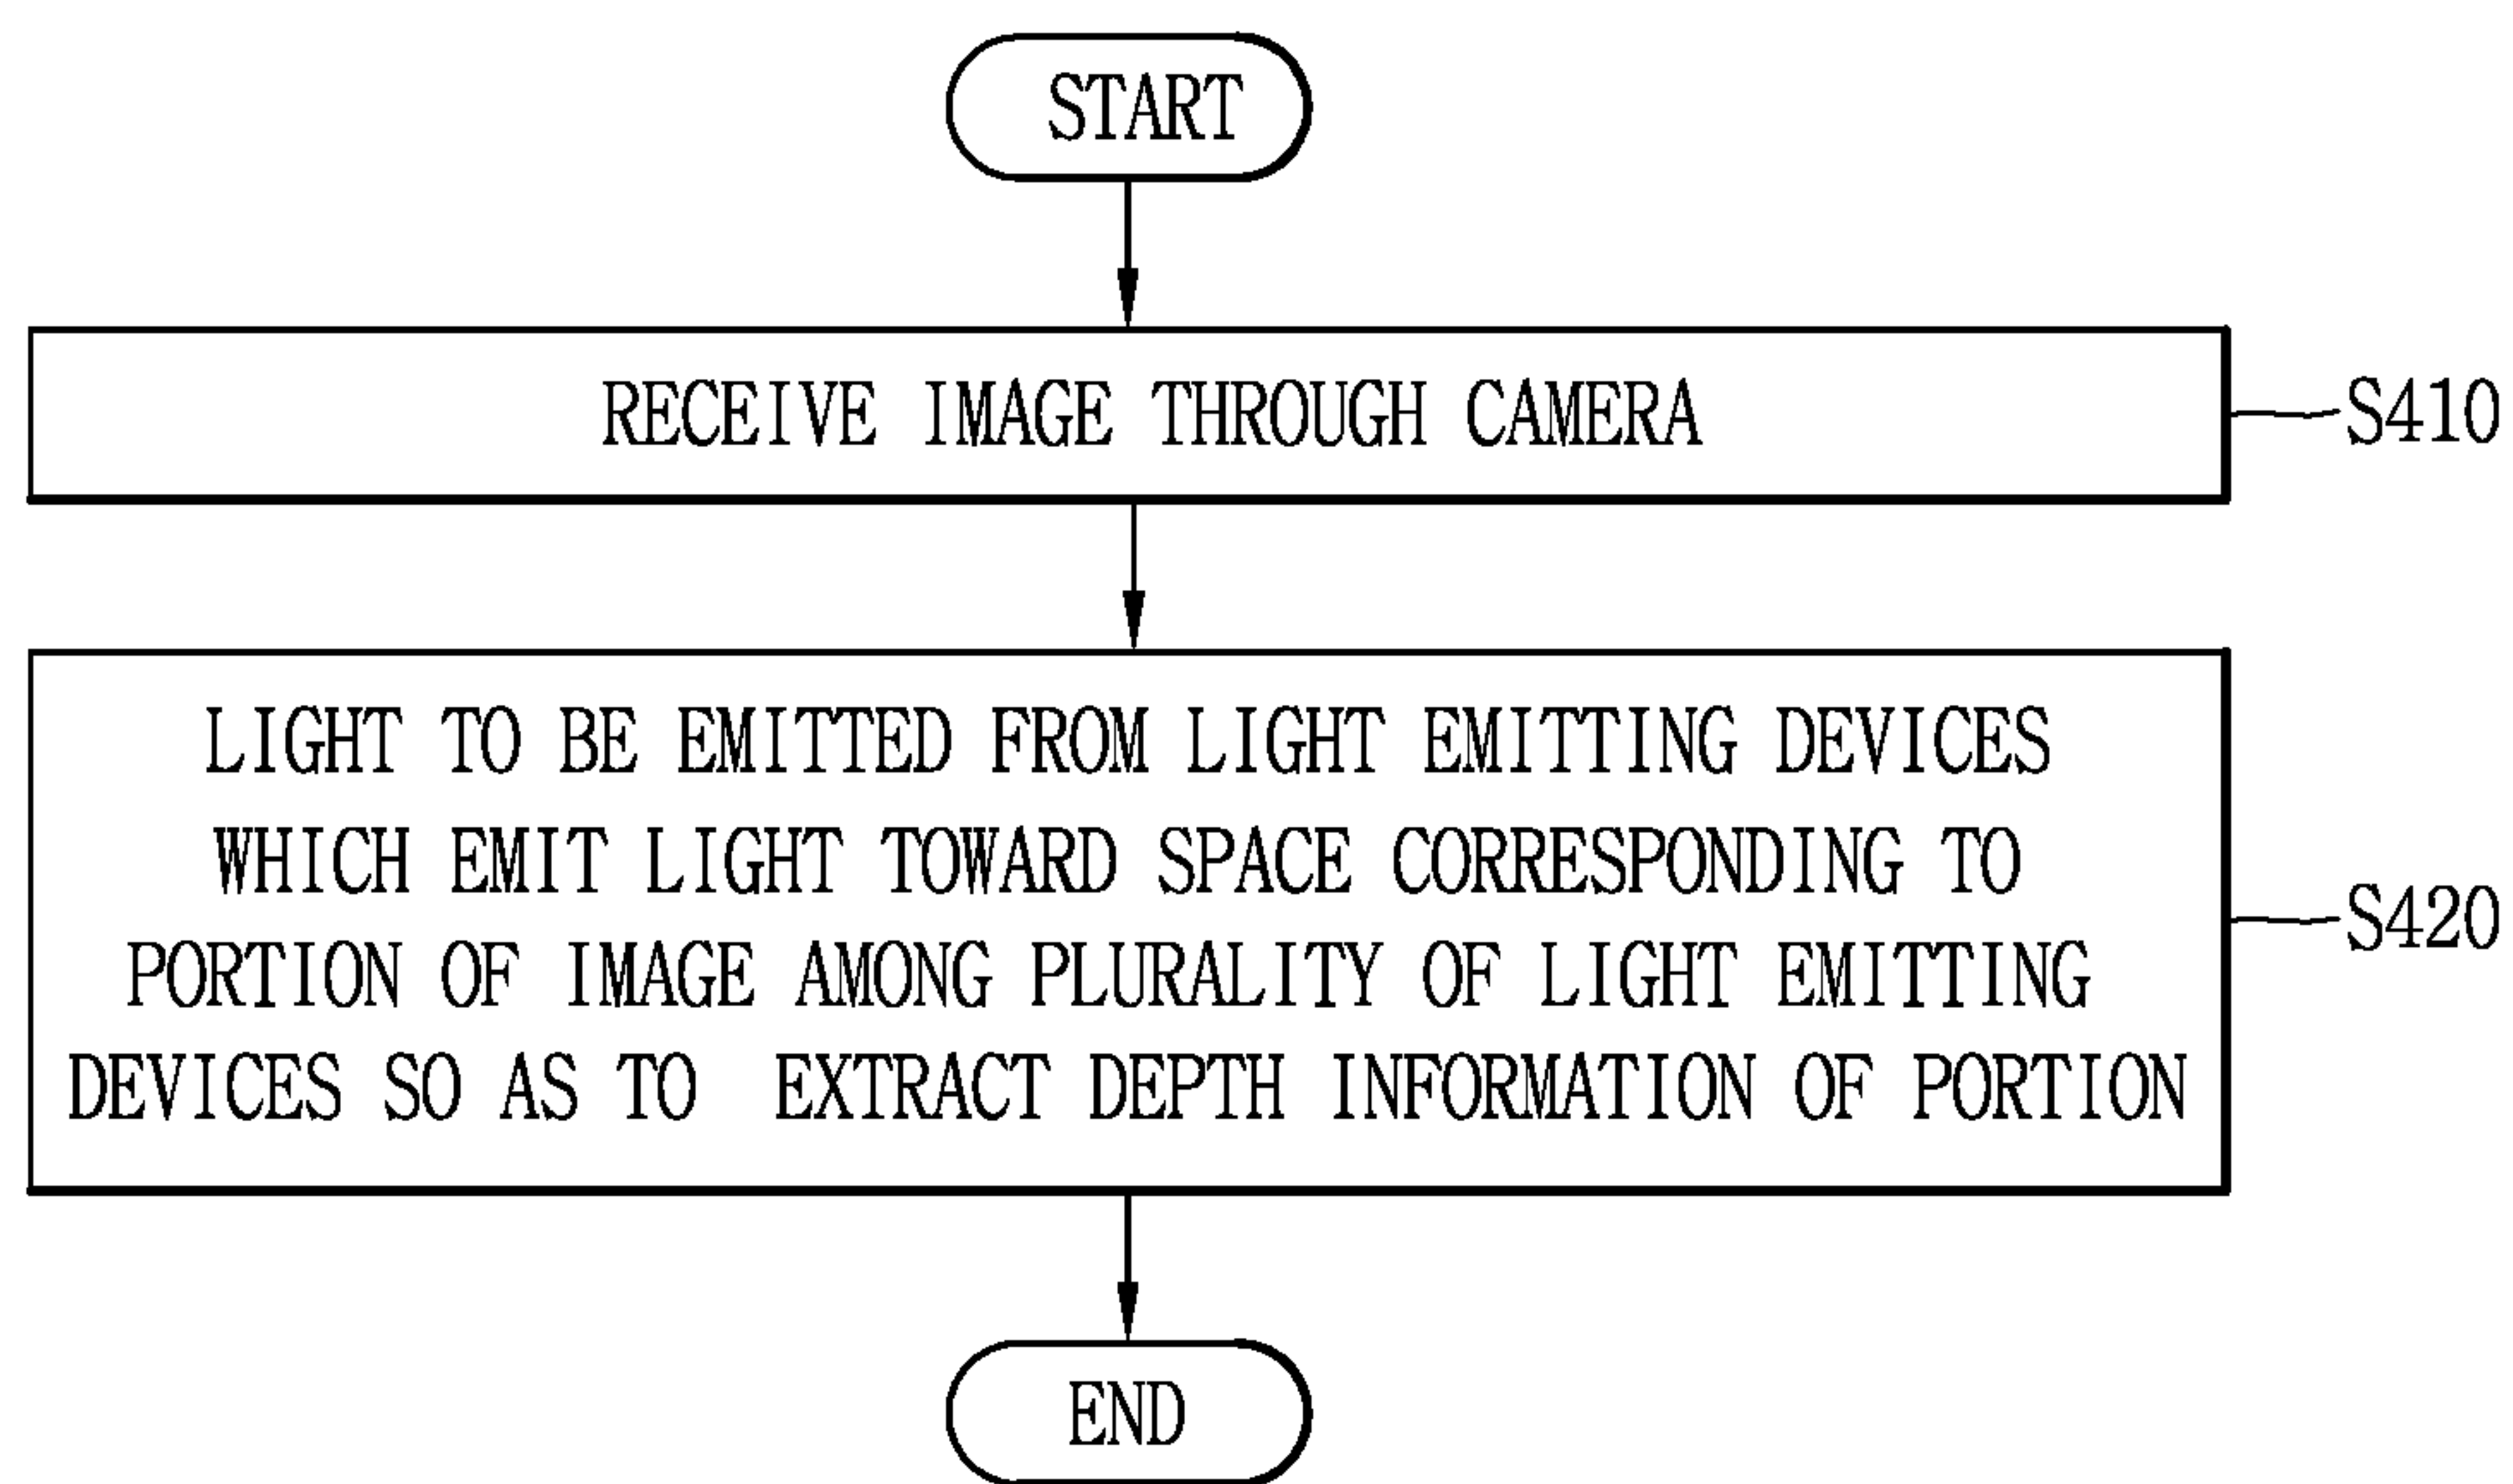 START
RECEIVE IMAGE THROUGH CAMERA
S410
LIGHT TO BE EMITTED FROM LIGHT EMITTING DEVICES
WHICH EMIT LIGHT TOWARD SPACE CORRESPONDING TO
PORTION OF IMAGE AMONG PLURALITY OF LIGHT EMITTING
DEVICES SO AS TO EXTRACT DEPTH INFORMATION OF PORTION
S420
END